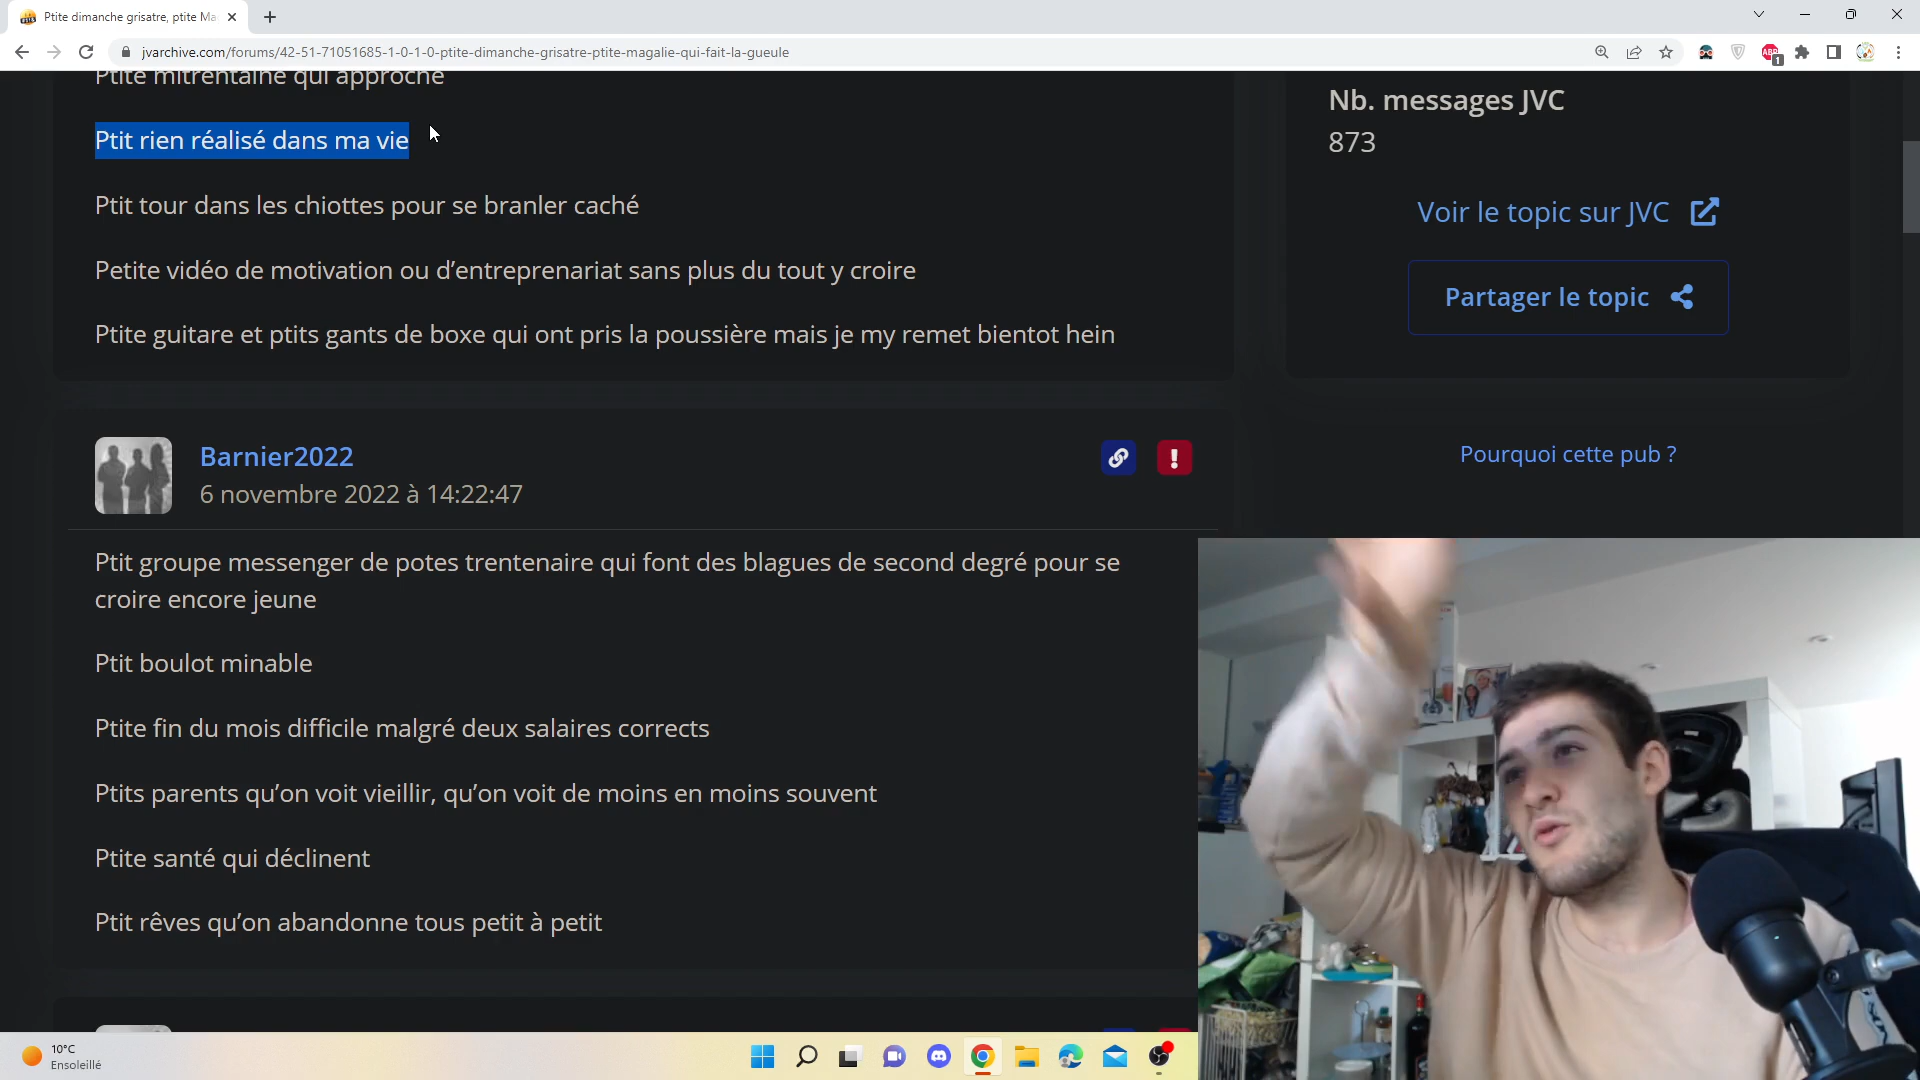 Ptite dimanche grisatre, ptite Ma
jvarchive.com/forums/42-51-71051685-1-0-1-0-ptite-dimanche-grisatre-ptite-magalie-qui-fait-la-gueule
ABP
1
Ptite mitrentaine qui approche
Ptit rien réalisé dans ma vie
Ptit tour dans les chiottes pour se branler caché
Petite vidéo de motivation ou d’entreprenariat sans plus du tout y croire
Ptite guitare et ptits gants de boxe qui ont pris la poussière mais je my remet bientot hein
Nb. messages JVC
873
Voir le topic sur JVC
Partager le topic
Pourquoi cette pub ?
Barnier2022
6 novembre 2022 à 14:22:47
Ptit groupe messenger de potes trentenaire qui font des blagues de second degré pour se
croire encore jeune
Ptit boulot minable
Ptite fin du mois difficile malgré deux salaires corrects
Ptits parents qu’on voit vieillir, qu’on voit de moins en moins souvent
Ptite santé qui déclinent
Ptit rêves qu’on abandonne tous petit à petit
10°C
Ensoleillé